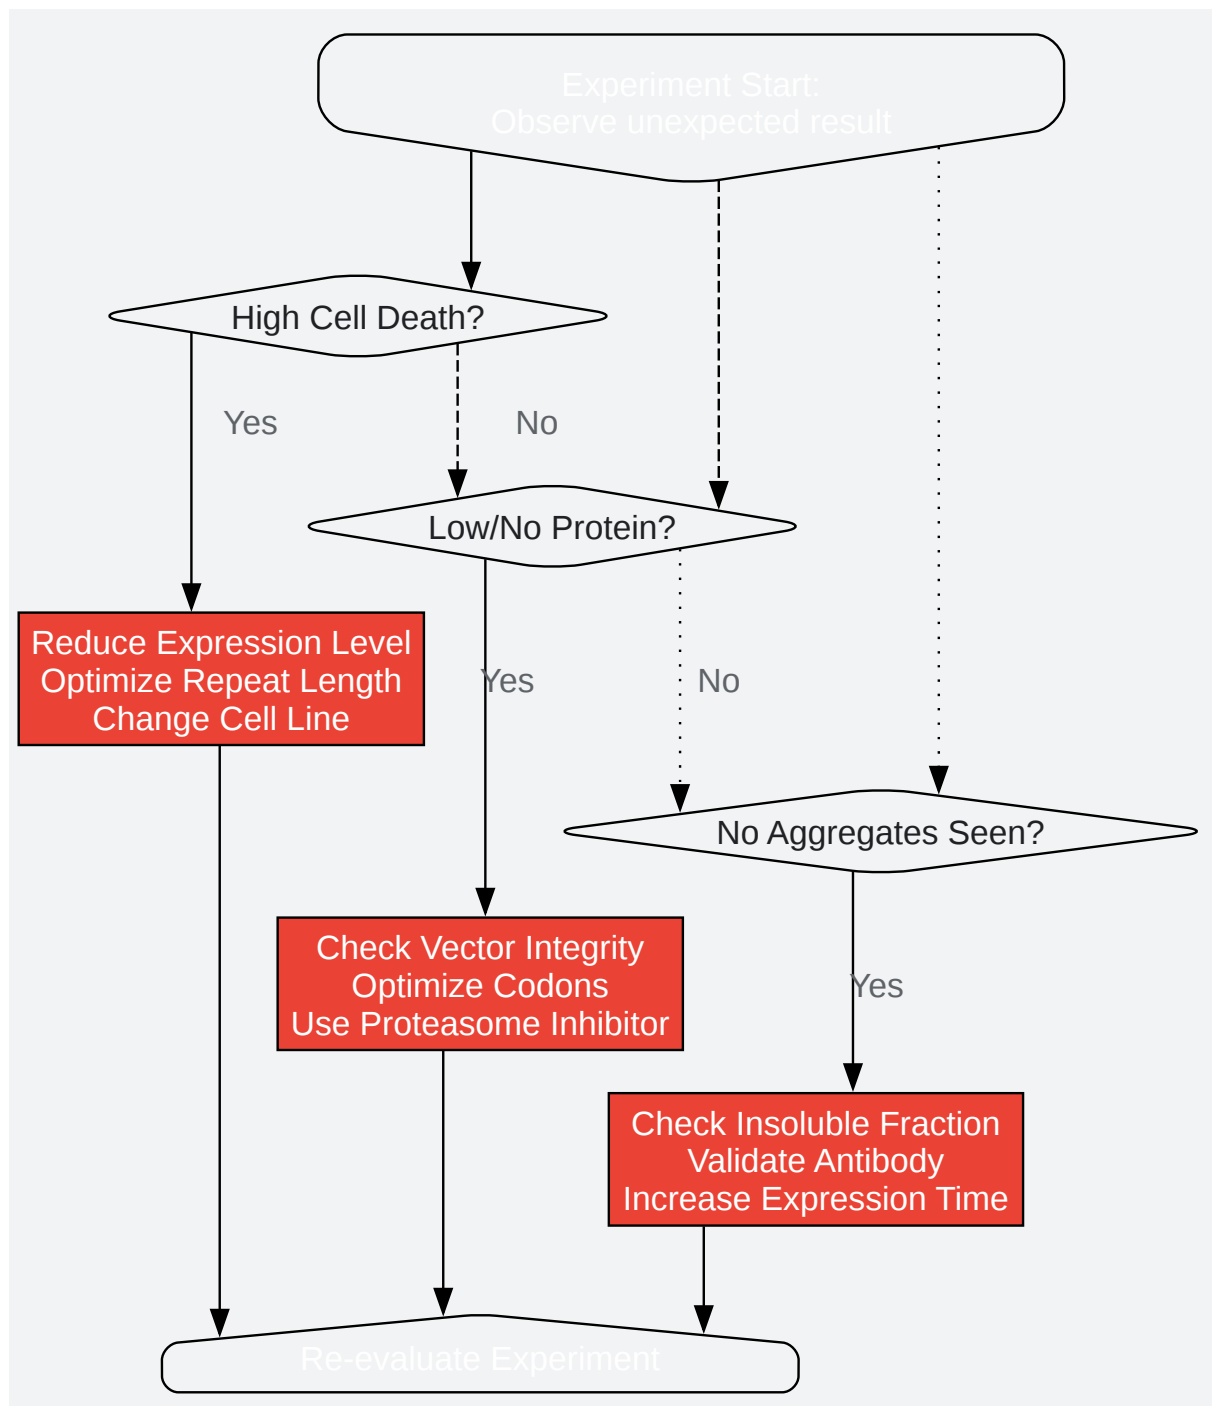 Experiment Start:
Observe unexpected result
High Cell Death?
Yes
No
Low/No Protein?
Reduce Expression Level
Optimize Repeat Length
Change Cell Line
Yes
No
No Aggregates Seen?
Check Vector Integrity
Optimize Codons
Use Proteasome Inhibitor
Yes
Check Insoluble Fraction
Validate Antibody
Increase Expression Time
Re-evaluate Experiment